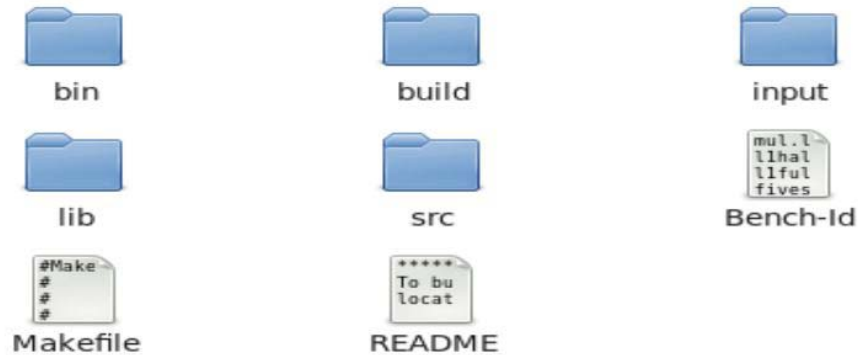 bin
build
input
lib
src
mul.l
l1hal
l1ful
fives
Bench-Id
#Make
#
#
#
Makefile
*****
To bu
locat
README